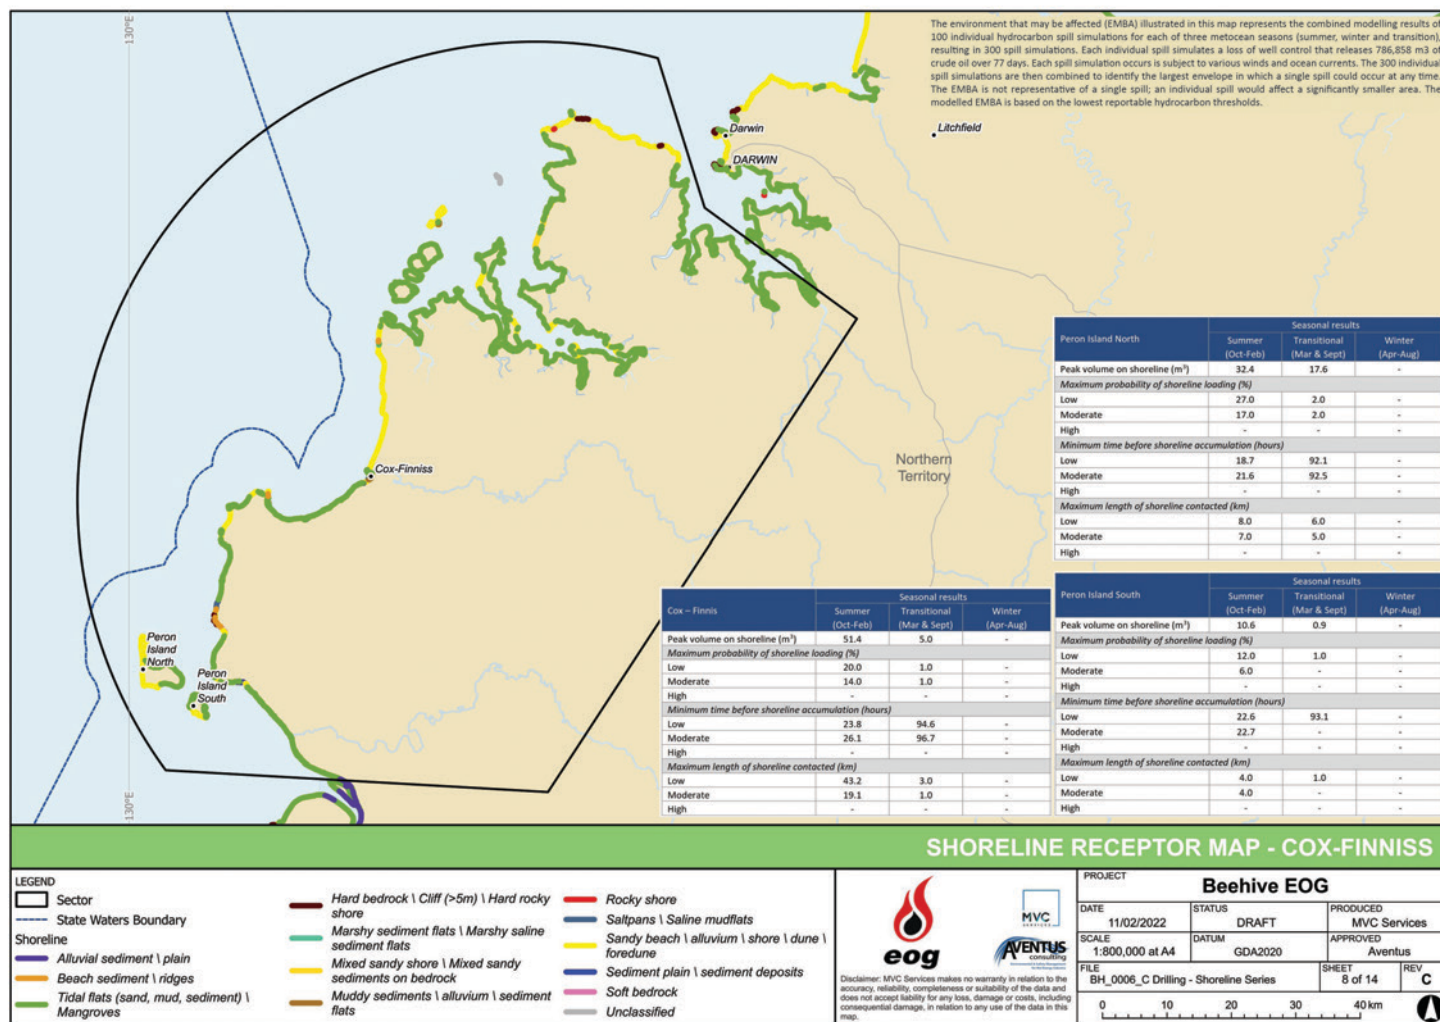 The environment that may be affected (EMBA) illustrated in this map represents the combined modelling results of
100 individual hydrocarbon spill simulations for each of three metocean seasons (summer, winter and transition),
resulting in 300 spill simulations. Each individual spill simulates a loss of well control that releases 786,858 m3 of
crude oil over 77 days. Each spill simulation occurs is subject to various winds and ocean currents. The 300 individual
spill simulations are then combined to identify the largest envelope in which a single spill could occur at any time.
The EMBA is not representative of a single spill; an individual spill would affect a significantly smaller area. The
modelled EMBA is based on the lowest reportable hydrocarbon thresholds.
130°E
Darwin
Litchfield
DARWIN
Cox-Finniss
Northern
Territory
Peron
Island
North
Peron
Island
South
130°E
Peron Island North
Seasonal results
Summer (Oct-Feb) Transitional (Mar & Sept) Winter (Apr-Aug)
Peak volume on shoreline (m³) 32.4 17.6 -
Maximum probability of shoreline loading (%)
Low 27.0 2.0 -
Moderate 17.0 2.0 -
High - - -
Minimum time before shoreline accumulation (hours)
Low 18.7 92.1 -
Moderate 21.6 92.5 -
High - - -
Maximum length of shoreline contacted (km)
Low 8.0 6.0 -
Moderate 7.0 5.0 -
High - - -
Cox – Finnis
Seasonal results
Summer (Oct-Feb) Transitional (Mar & Sept) Winter (Apr-Aug)
Peak volume on shoreline (m³) 51.4 5.0 -
Maximum probability of shoreline loading (%)
Low 20.0 1.0 -
Moderate 14.0 1.0 -
High - - -
Minimum time before shoreline accumulation (hours)
Low 23.8 94.6 -
Moderate 26.1 96.7 -
High - - -
Maximum length of shoreline contacted (km)
Low 43.2 3.0 -
Moderate 19.1 1.0 -
High - - -
Peron Island South
Seasonal results
Summer (Oct-Feb) Transitional (Mar & Sept) Winter (Apr-Aug)
Peak volume on shoreline (m³) 10.6 0.9 -
Maximum probability of shoreline loading (%)
Low 12.0 1.0 -
Moderate 6.0 - -
High - - -
Minimum time before shoreline accumulation (hours)
Low 22.6 93.1 -
Moderate 22.7 - -
High - - -
Maximum length of shoreline contacted (km)
Low 4.0 1.0 -
Moderate 4.0 - -
High - - -
SHORELINE RECEPTOR MAP - COX-FINNISS
LEGEND
Sector
State Waters Boundary
Shoreline
Alluvial sediment \ plain
Beach sediment \ ridges
Tidal flats (sand, mud, sediment) \
Mangroves
Hard bedrock \ Cliff (>5m) \ Hard rocky
shore
Marshy sediment flats \ Marshy saline
sediment flats
Mixed sandy shore \ Mixed sandy
sediments on bedrock
Muddy sediments \ alluvium \ sediment
flats
Rocky shore
Saltpans \ Saline mudflats
Sandy beach \ alluvium \ shore \ dune \
foredune
Sediment plain \ sediment deposits
Soft bedrock
Unclassified
eog
MVC
SERVICES
AVENTUS
consulting
Disclaimer: MVC Services makes no warranty in relation to the
accuracy, reliability, completeness or suitability of the data and
does not accept liability for any loss, damage or costs, including
consequential damage, in relation to any use of the data in this
map.
PROJECT
Beehive EOG
DATE
11/02/2022
STATUS
DRAFT
PRODUCED
MVC Services
SCALE
1:800,000 at A4
DATUM
GDA2020
APPROVED
Aventus
FILE
BH_0006_C Drilling - Shoreline Series
SHEET
8 of 14
REV
C
0 10 20 30 40 km